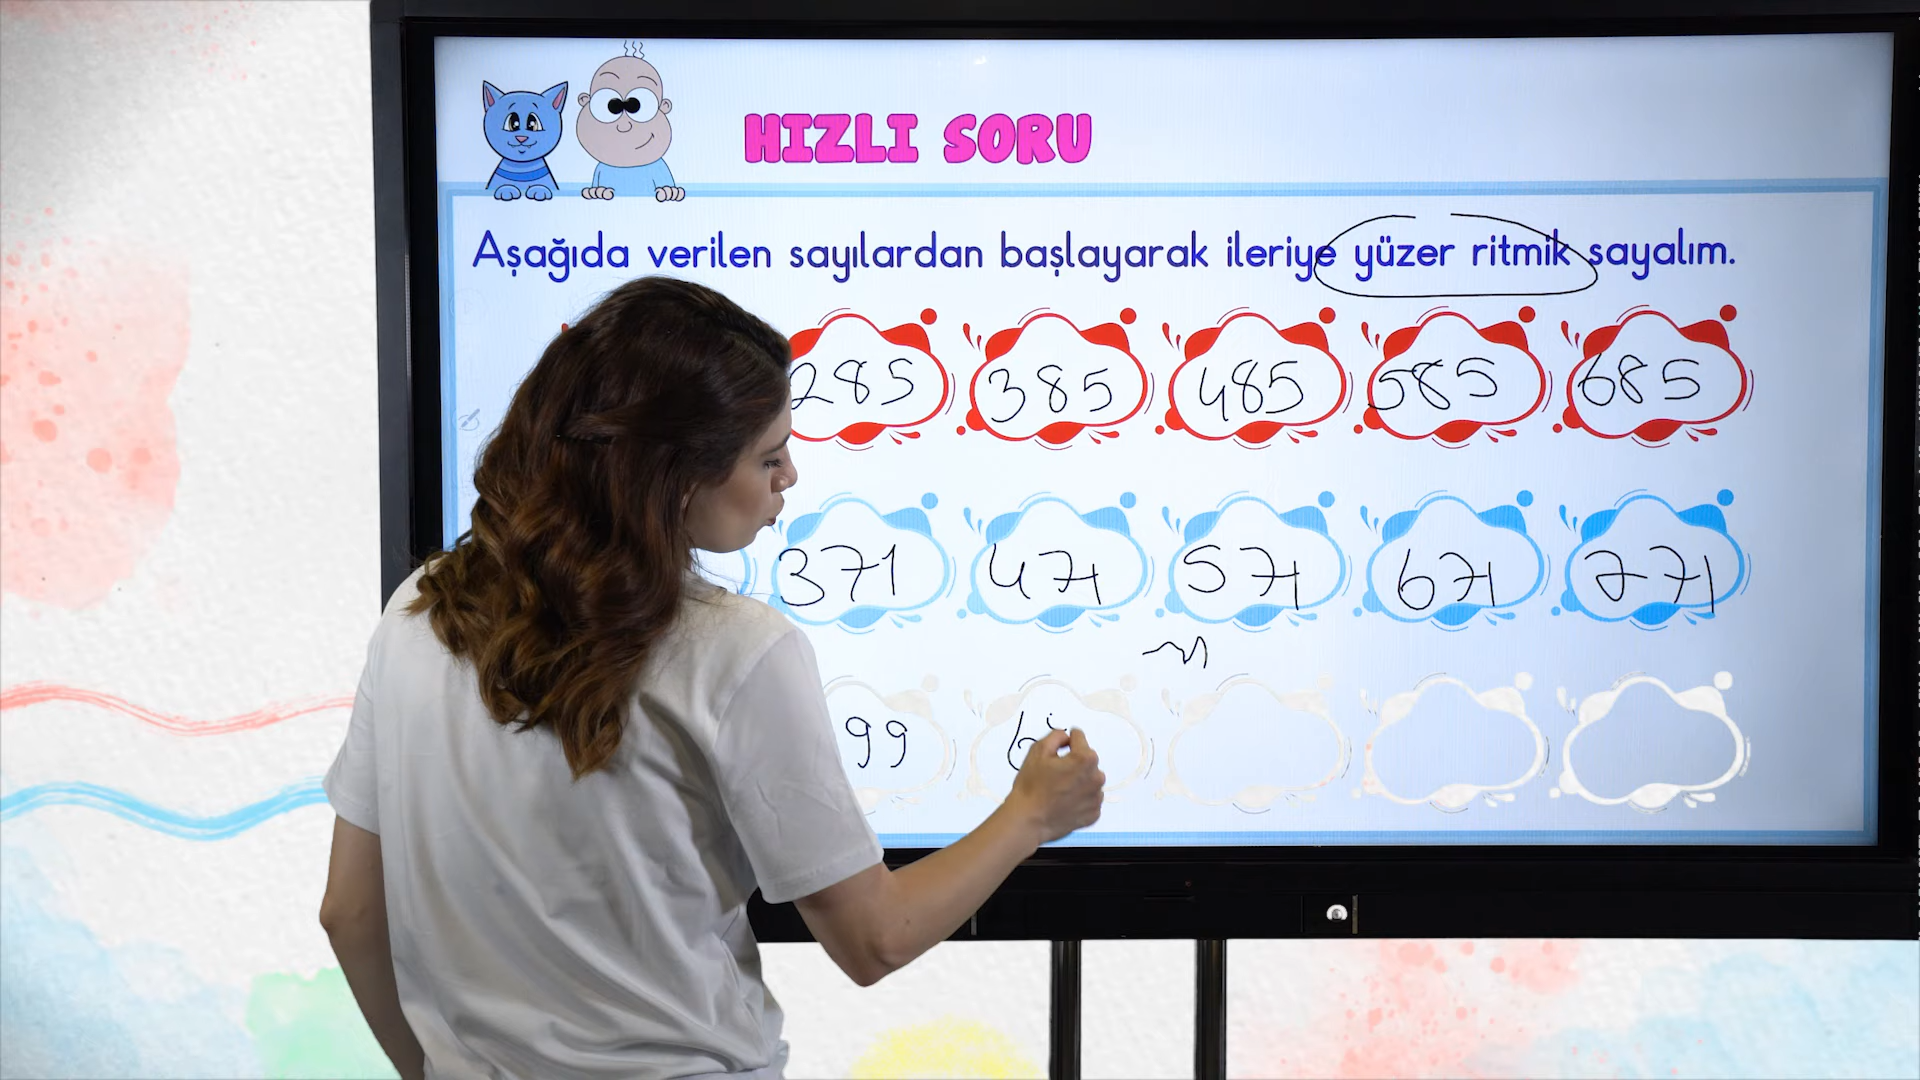 HIZLI SORU
Aşağıda verilen sayılardan başlayarak ileriye yüzer ritmik sayalım.
285 385 485 585 685
371 471 571 671 771
99 6